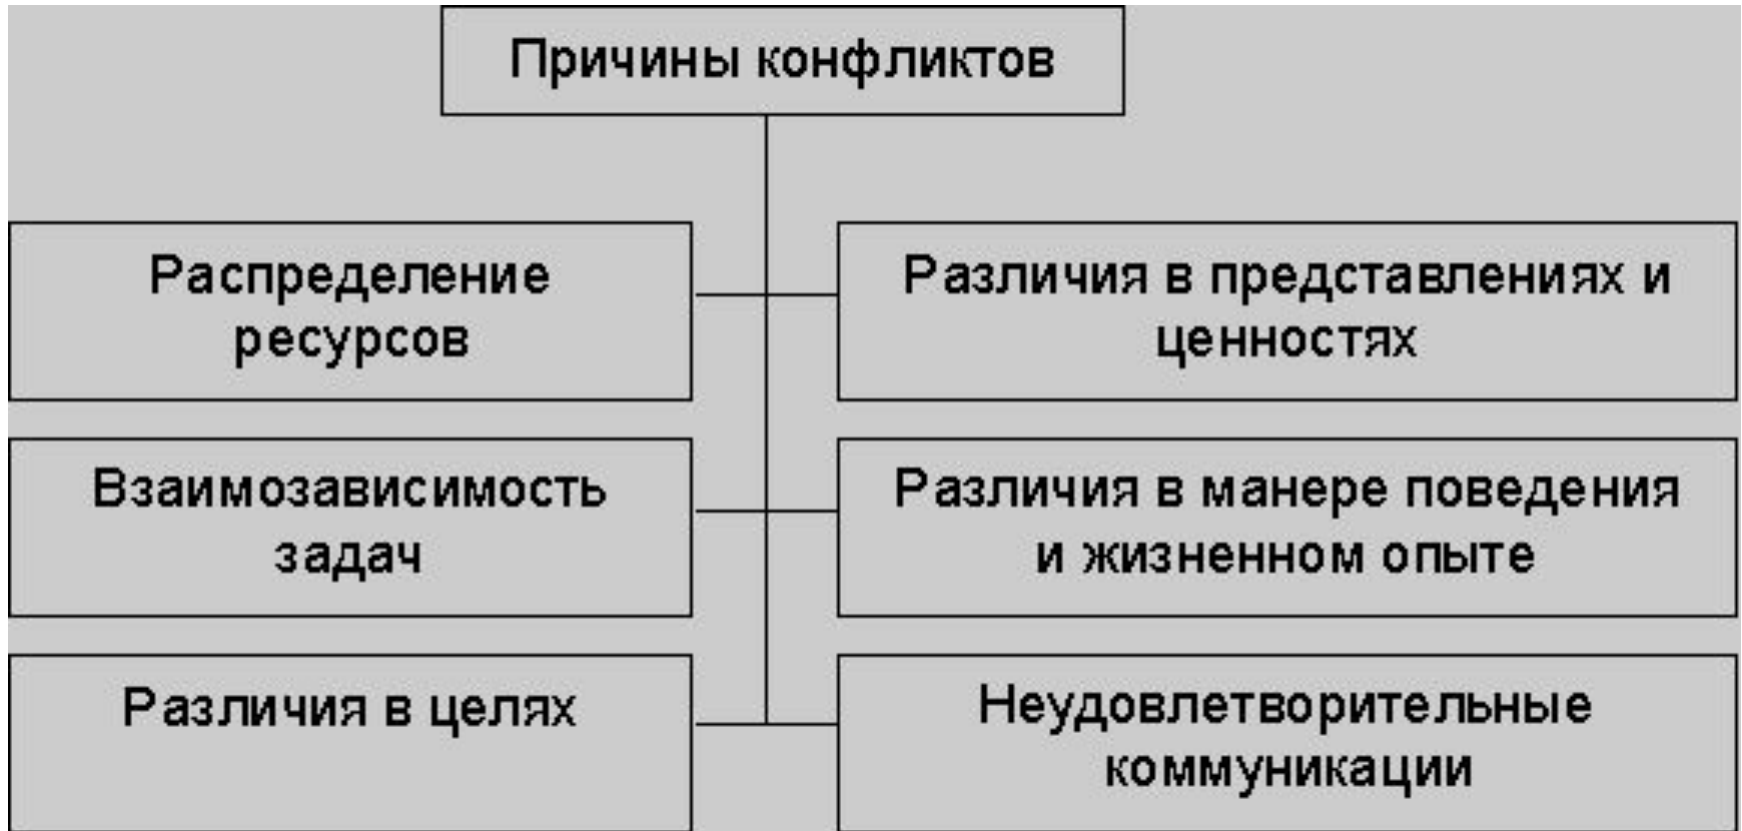 Причины конфликтов
Распределение
ресурсов
Различия в представлениях и
ценностях
Взаимозависимость
задач
Различия в манере поведения
и жизненном опыте
Различия в целях
Неудовлетворительные
коммуникации